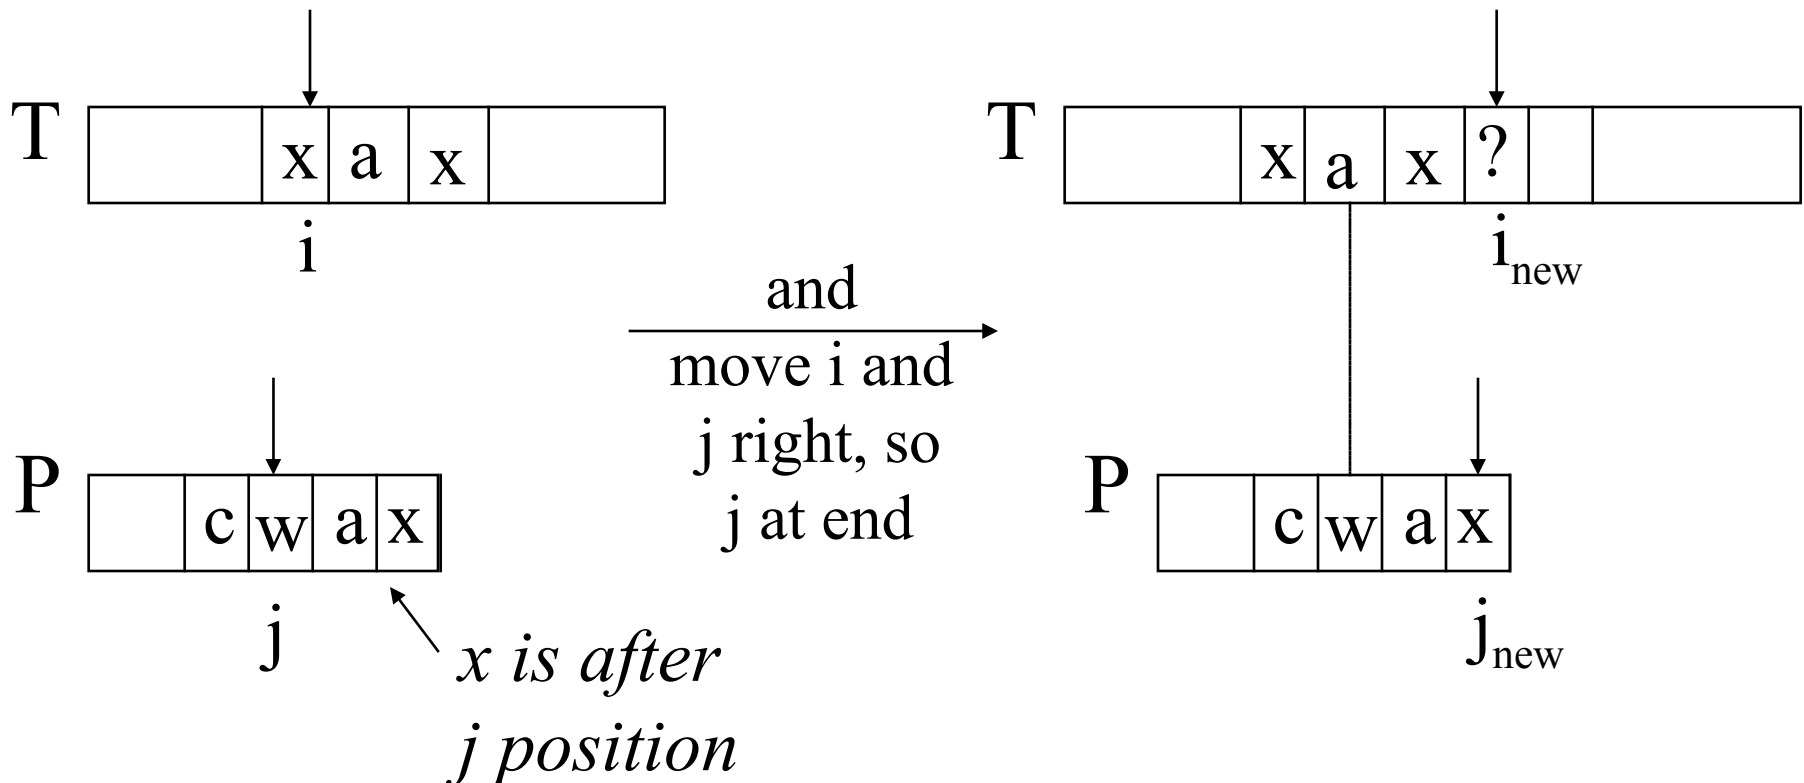 T x a x
i
P c w a x
j
x is after
j position
and
move i and
j right, so
j at end
T x a x ?
i new
P c w a x
j new